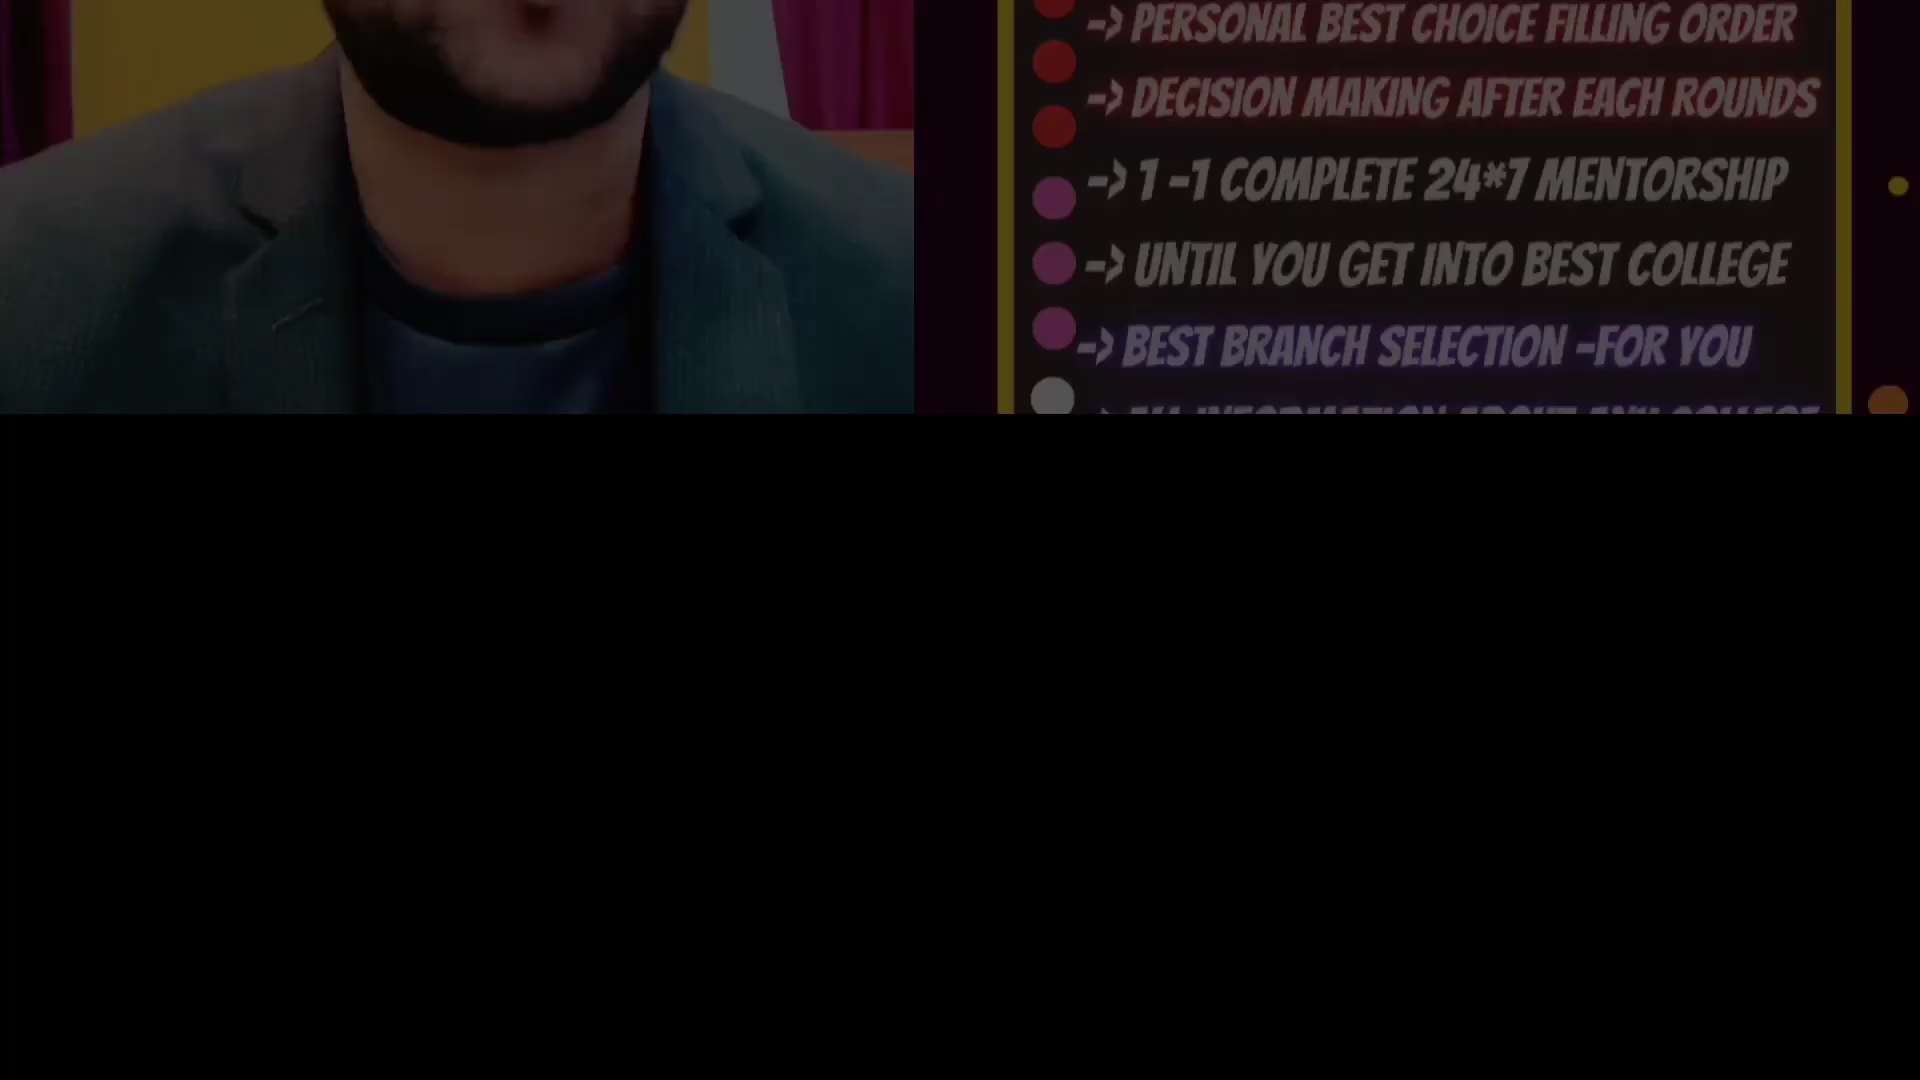 -> PERSONAL BEST CHOICE FILLING ORDER
-> DECISION MAKING AFTER EACH ROUNDS
-> 1 -1 COMPLETE 24*7 MENTORSHIP
-> UNTIL YOU GET INTO BEST COLLEGE
-> BEST BRANCH SELECTION -FOR YOU